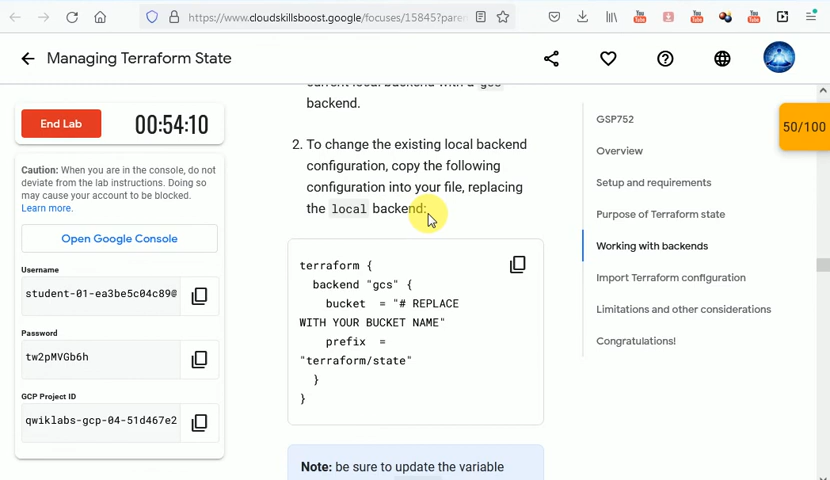 https://www.cloudskillsboost.google/focuses/15845?pare
Managing Terraform State
End Lab
00:54:10
Caution: When you are in the console, do not
deviate from the lab instructions. Doing so
may cause your account to be blocked.
Learn more.
Open Google Console
Username
student-01-ea3be5c04c89@
Password
tw2pMVGb6h
GCP Project ID
qwiklabs-gcp-04-51d467e2
backend.
2. To change the existing local backend
configuration, copy the following
configuration into your file, replacing
the local backend:
terraform {
backend "gcs" {
bucket = "# REPLACE
WITH YOUR BUCKET NAME"
prefix =
"terraform/state"
}
}
Note: be sure to update the variable
GSP752
Overview
Setup and requirements
Purpose of Terraform state
Working with backends
Import Terraform configuration
Limitations and other considerations
Congratulations!
50/100